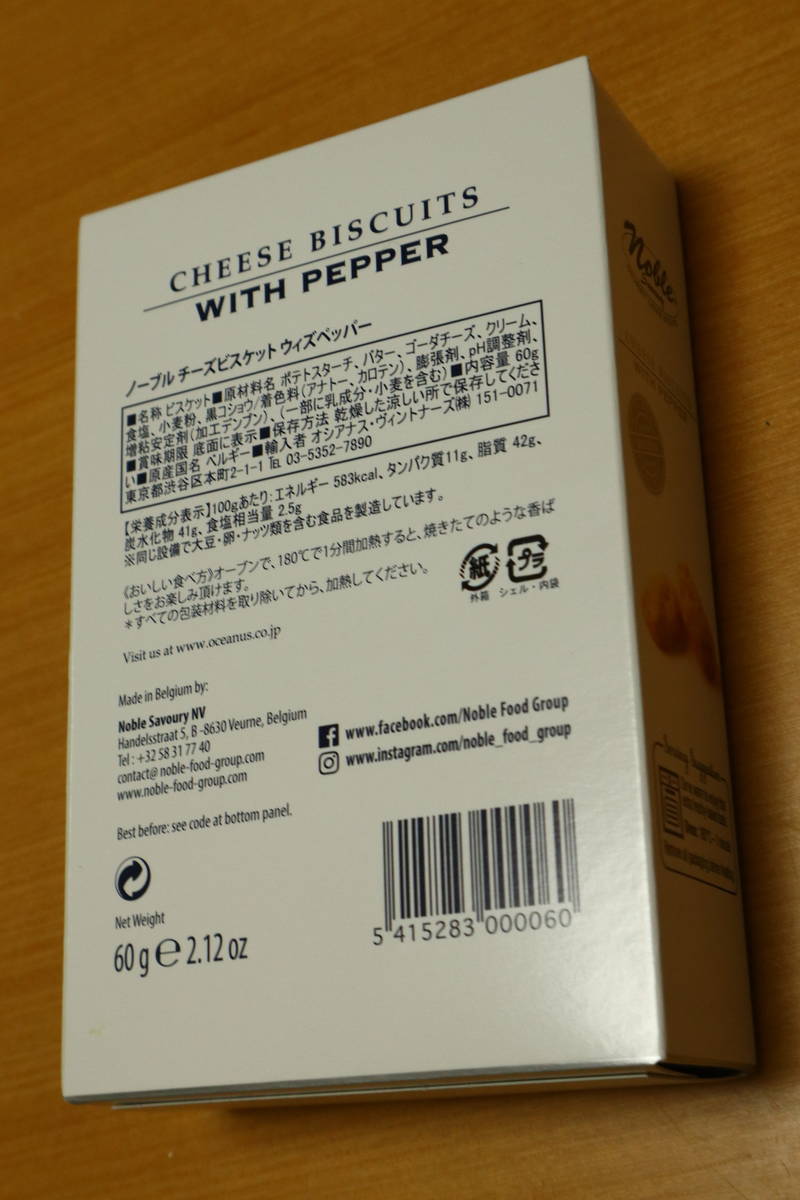 CHEESE BISCUITS
WITH PEPPER
ノーブル チーズビスケット ウィズペッパー
■名称 ビスケット■原材料名 ポテトスターチ、バター、ゴーダチーズ、クリーム、
食塩、小麦粉、黒コショウ/着色料(アナトー、カロテン)、膨張剤、pH調整剤、
増粘安定剤(加工デンプン)、(一部に乳成分・小麦を含む)■内容量 60g
■賞味期限 底面に表示■保存方法 乾燥した涼しい所で保存してくださ
い■原産国名 ベルギー■輸入者 オシアナス・ヴィントナーズ㈱ 151-0071
東京都渋谷区本町2-1-1 ℡ 03-5352-7890
【栄養成分表示】100gあたり:エネルギー 583kcal、タンパク質11g、脂質 42g、
炭水化物 41g、食塩相当量 2.5g
※同じ設備で大豆・卵・ナッツ類を含む食品を製造しています。
《おいしい食べ方》オーブンで、180℃で1分間加熱すると、焼きたてのような香ば
しさをお楽しみ頂けます。
＊すべての包装材料を取り除いてから、加熱してください。
紙 プラ
外箱 シェル・内袋
Visit us at www.oceanus.co.jp
Made in Belgium by:
Noble Savoury NV
Handelsstraat 5, B -8630 Veurne, Belgium
Tel : +32 58 31 77 40
contact@ noble-food-group.com
www.noble-food-group.com
www.facebook.com/Noble Food Group
www.instagram.com/noble_food_group
Best before: see code at bottom panel.
Net Weight
60 g e 2.12 oz
5 415283 000060
Noble
WITH PEPPER
Serving Suggestion